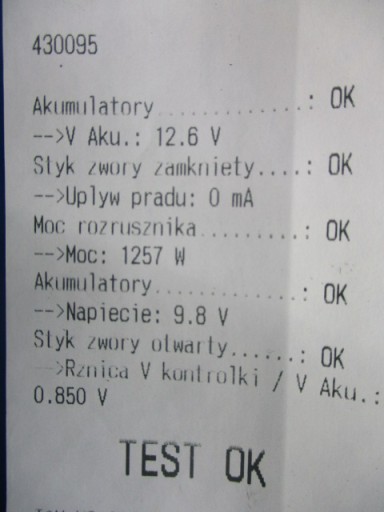 430095
Akumulatory.............: OK
-->V Aku.: 12.6 V
Styk zwory zamkniety....: OK
-->Uplyw pradu: 0 mA
Moc rozrusznika.........: OK
-->Moc: 1257 W
Akumulatory.............: OK
-->Napiecie: 9.8 V
Styk zwory otwarty......: OK
-->Rznica V kontrolki / V Aku.:
0.850 V
TEST OK